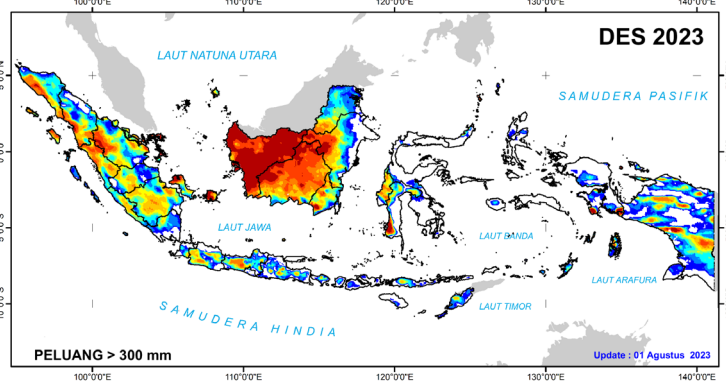 100°0'0"E 110°0'0"E 120°0'0"E 130°0'0"E 140°0'0"E
DES 2023
LAUT NATUNA UTARA
SAMUDERA PASIFIK
LAUT JAWA
LAUT BANDA
LAUT ARAFURA
SAMUDERA HINDIA
LAUT TIMOR
PELUANG > 300 mm
Update : 01 Agustus 2023
100°0'0"E 110°0'0"E 120°0'0"E 130°0'0"E 140°0'0"E